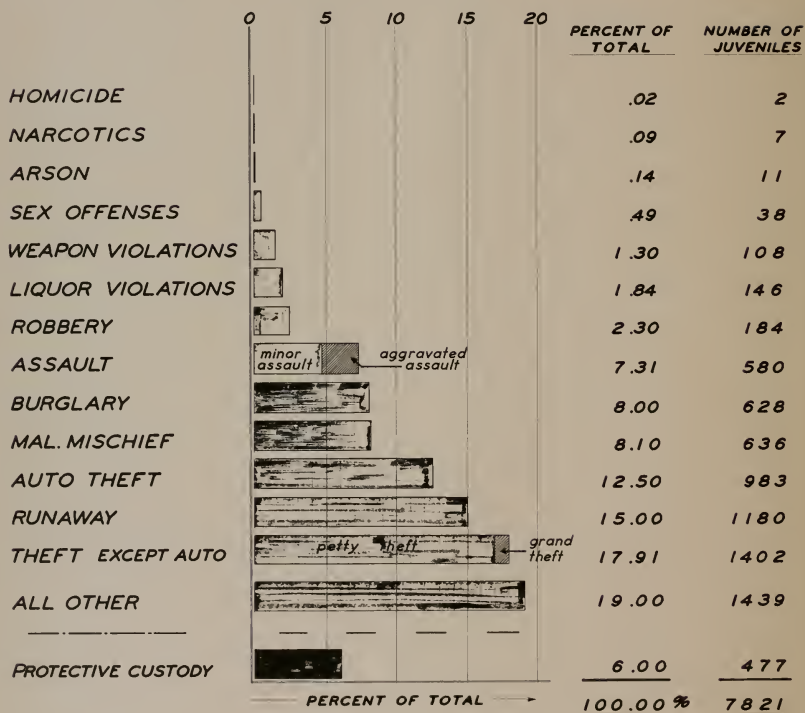 0 5 10 15 20
PERCENT OF TOTAL NUMBER OF JUVENILES
HOMICIDE .02 2
NARCOTICS .09 7
ARSON .14 11
SEX OFFENSES .49 38
WEAPON VIOLATIONS 1.30 108
LIQUOR VIOLATIONS 1.84 146
ROBBERY 2.30 184
ASSAULT minor assault aggravated assault 7.31 580
BURGLARY 8.00 628
MAL. MISCHIEF 8.10 636
AUTO THEFT 12.50 983
RUNAWAY 15.00 1180
THEFT EXCEPT AUTO petty theft grand theft 17.91 1402
ALL OTHER 19.00 1439
PROTECTIVE CUSTODY 6.00 477
PERCENT OF TOTAL 100.00% 7821